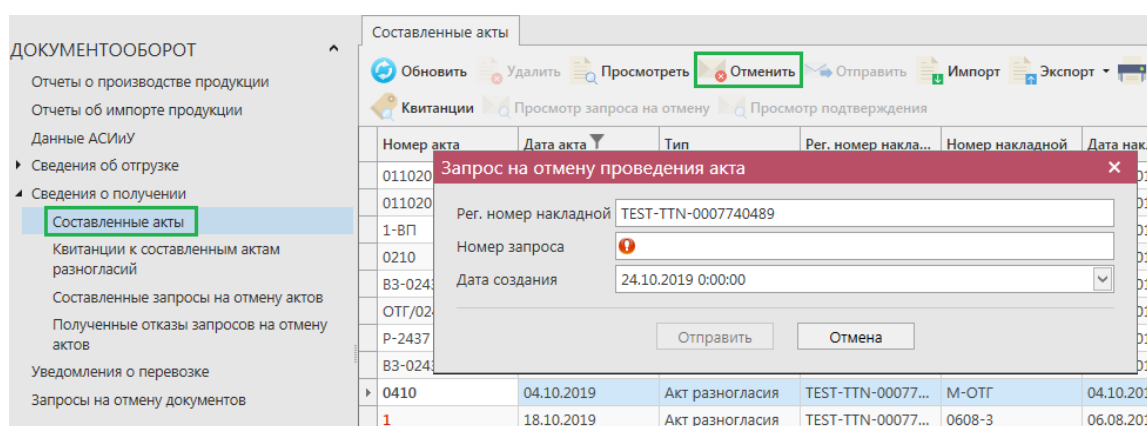 ДОКУМЕНТООБОРОТ
Отчеты о производстве продукции
Отчеты об импорте продукции
Данные АСИиУ
Сведения об отгрузке
Сведения о получении
Составленные акты
Квитанции к составленным актам
разногласий
Составленные запросы на отмену актов
Полученные отказы запросов на отмену
актов
Уведомления о перевозке
Запросы на отмену документов
Составленные акты
Обновить Удалить Просмотреть Отменить Отправить Импорт Экспорт
Квитанции Просмотр запроса на отмену Просмотр подтверждения
Номер акта Дата акта Тип Рег. номер накла... Номер накладной Дата нак
011020
011020
1-ВП
0210
ВЗ-024
ОТГ/02
Р-2437
ВЗ-024
Запрос на отмену проведения акта
Рег. номер накладной TEST-TTN-0007740489
Номер запроса
Дата создания 24.10.2019 0:00:00
Отправить Отмена
0410 04.10.2019 Акт разногласия TEST-TTN-00077... М-ОТГ 04.10.201
1 18.10.2019 Акт разногласия TEST-TTN-00077... 0608-3 06.08.201